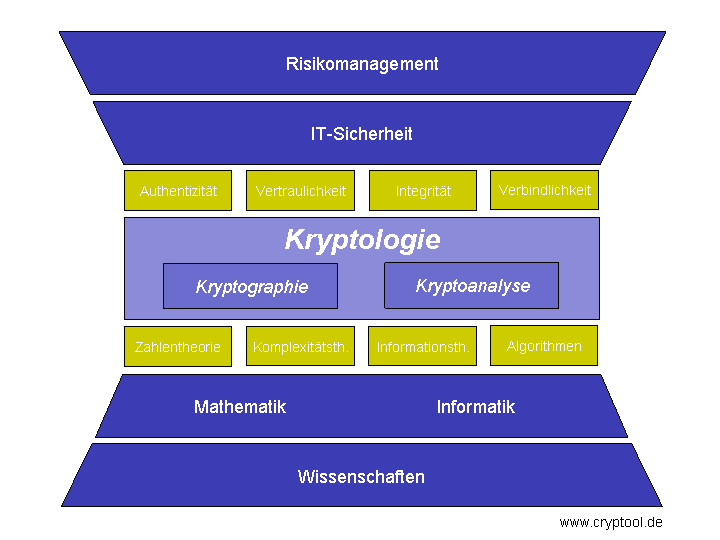 Risikomanagement
IT-Sicherheit
Authentizität Vertraulichkeit Integrität Verbindlichkeit
Kryptologie
Kryptographie Kryptoanalyse
Zahlentheorie Komplexitätsth. Informationsth. Algorithmen
Mathematik Informatik
Wissenschaften
www.cryptool.de